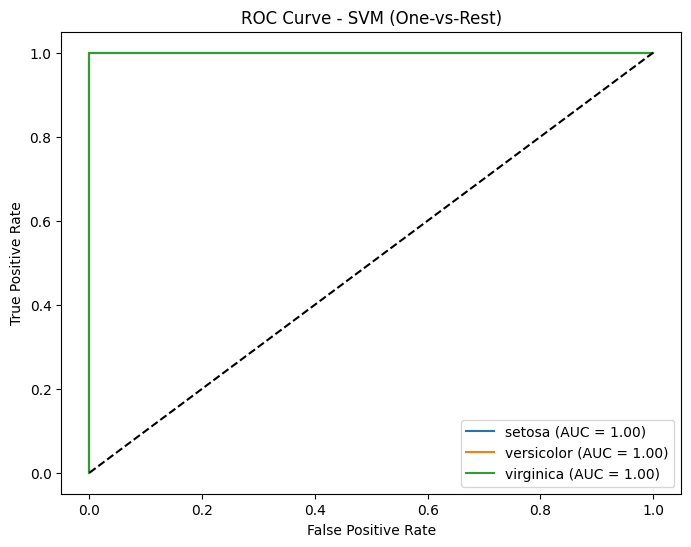 ROC Curve - SVM (One-vs-Rest)
True Positive Rate
1.0
0.8
0.6
0.4
0.2
0.0
setosa (AUC = 1.00)
versicolor (AUC = 1.00)
virginica (AUC = 1.00)
0.0 0.2 0.4 0.6 0.8 1.0
False Positive Rate